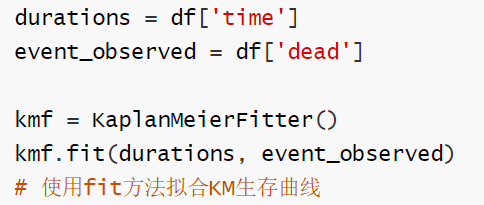 durations = df['time']
event_observed = df['dead']
kmf = KaplanMeierFitter()
kmf.fit(durations, event_observed)
# 使用fit方法拟合KM生存曲线